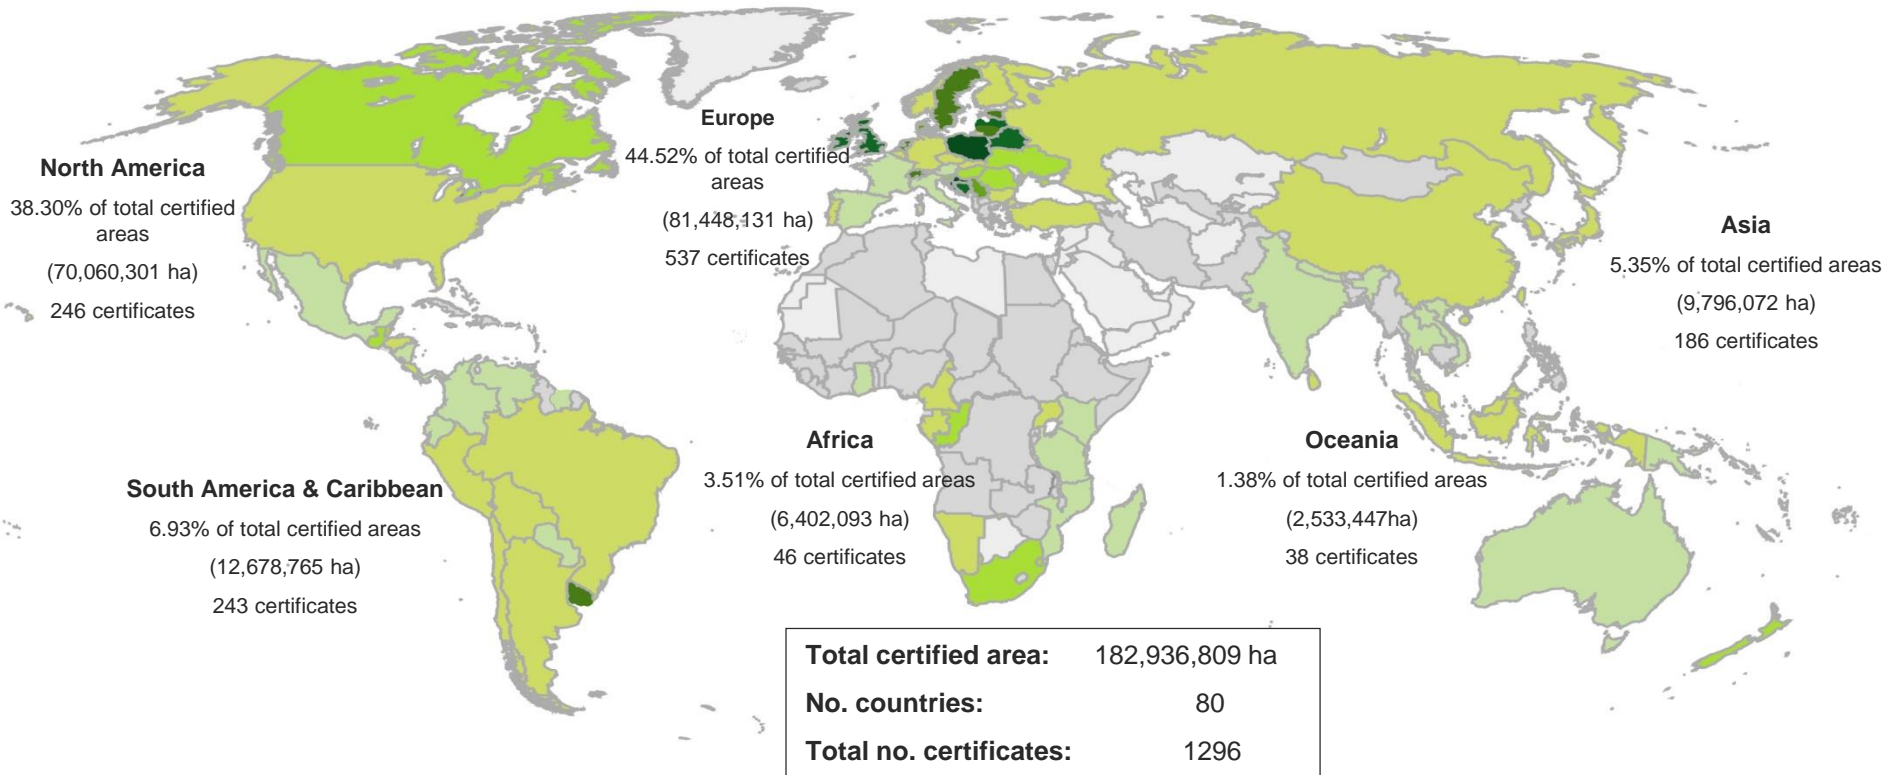 North America
38.30% of total certified
areas
(70,060,301 ha)
246 certificates
Europe
44.52% of total certified
areas
(81,448,131 ha)
537 certificates
Asia
5.35% of total certified areas
(9,796,072 ha)
186 certificates
South America & Caribbean
6.93% of total certified areas
(12,678,765 ha)
243 certificates
Africa
3.51% of total certified areas
(6,402,093 ha)
46 certificates
Oceania
1.38% of total certified areas
(2,533,447ha)
38 certificates
Total certified area: 182,936,809 ha
No. countries: 80
Total no. certificates: 1296